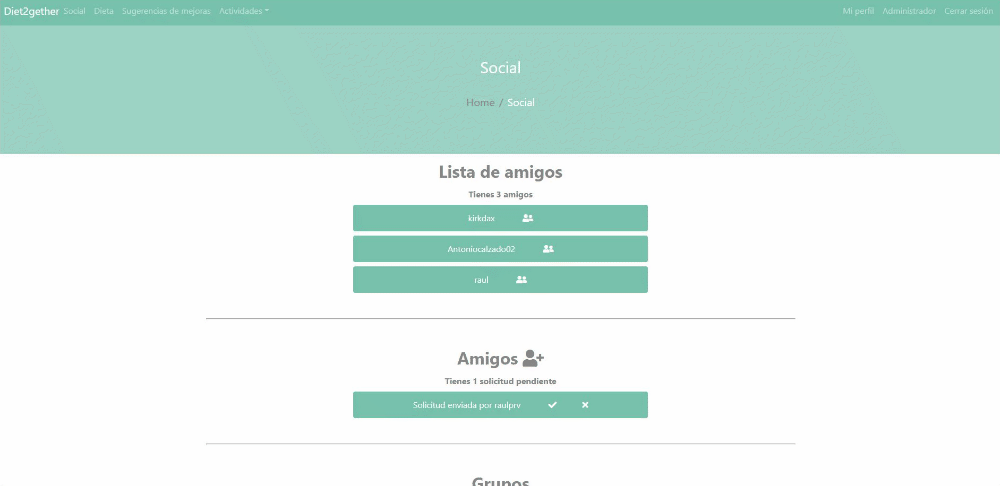 Diet2gether Social Dieta Sugerencias de mejoras Actividades Mi perfil Administrador Cerrar sesión
Social
Home / Social
Lista de amigos
Tienes 3 amigos
kirkdax
Antoniocalzado02
raul
Amigos
Tienes 1 solicitud pendiente
Solicitud enviada por raulprv
Grupos